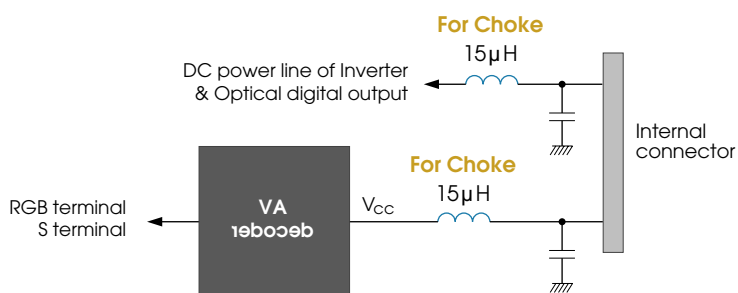 For Choke
15µH
DC power line of Inverter
& Optical digital output
Internal
connector
For Choke
15µH
RGB terminal
S terminal
AV
decoder
VCC